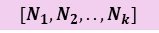 [N₁, N₂, . . , Nₖ]